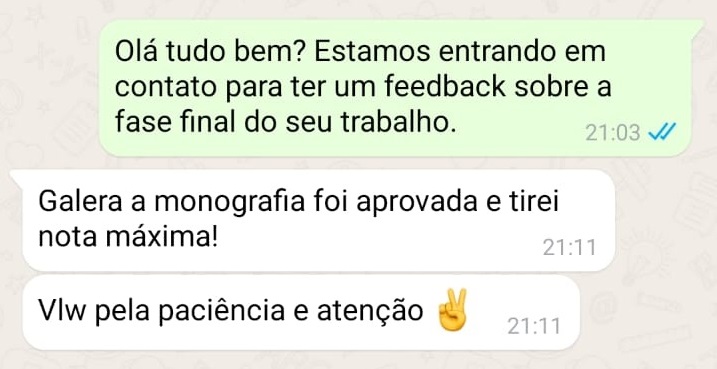 Olá tudo bem? Estamos entrando em
contato para ter um feedback sobre a
fase final do seu trabalho.
21:03
Galera a monografia foi aprovada e tirei
nota máxima!
21:11
Vlw pela paciência e atenção ✌️
21:11